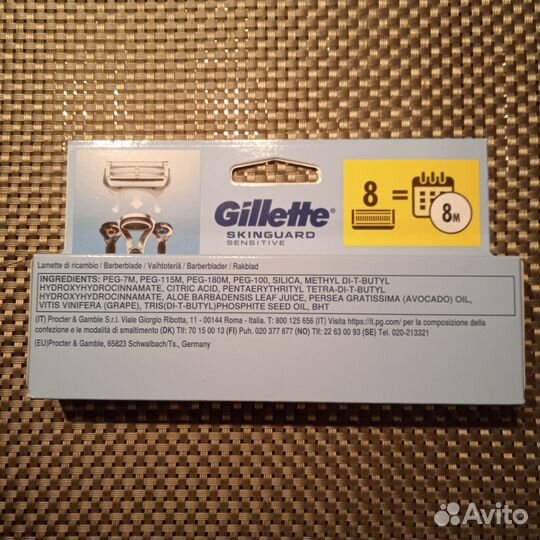 8 =
8M
Gillette®
SKINGUARD
SENSITIVE
Lamette di ricambio / Barberblade / Vaihtoteriä / Barberblader / Rakblad
INGREDIENTS: PEG-7M, PEG-115M, PEG-180M, PEG-100, SILICA, METHYL DI-T-BUTYL
HYDROXYHYDROCINNAMATE, CITRIC ACID, PENTAERYTHRITYL TETRA-DI-T-BUTYL
HYDROXYHYDROCINNAMATE, ALOE BARBADENSIS LEAF JUICE, PERSEA GRATISSIMA (AVOCADO) OIL,
VITIS VINIFERA (GRAPE), TRIS(DI-T-BUTYL)PHOSPHITE SEED OIL, BHT
(IT) Procter & Gamble S.r.l. Viale Giorgio Ribotta, 11 - 00144 Roma - Italia. T: 800 125 656 (IT) Visita https://it.pg.com/ per la composizione della
confezione e le modalità di smaltimento (DK) Tlf: 70 15 00 13 (FI) Puh. 020 377 877 (NO) Tlf: 22 63 00 93 (SE) Tel. 020-213321
(EU)Procter & Gamble, 65823 Schwalbach/Ts., Germany
Avito